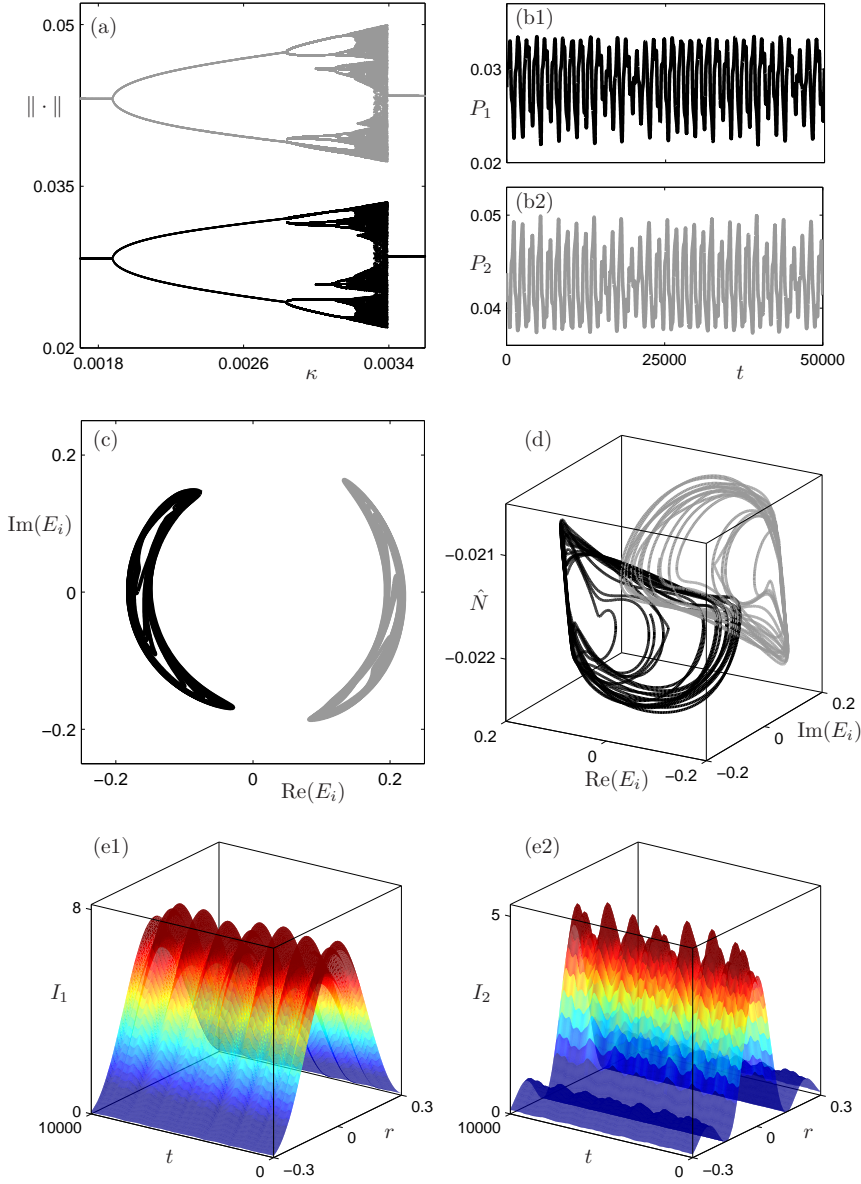 (a)
0.050
‖ · ‖
0.035
0.02
0.0018
0.0026
0.0034
κ
(b1)
0.03
P1
0.02
(b2)
0.05
P2
0.04
0
25000
50000
t
(c)
0.2
Im(Ei)
0
−0.2
−0.2
0
0.2
Re(Ei)
(d)
−0.021
N̂
−0.022
0.2
0
−0.2
Re(Ei)
−0.2
0
0.2
Im(Ei)
(e1)
8
I1
0
10000
t
0
−0.3
0
r
0.3
(e2)
5
I2
0
10000
t
0
−0.3
0
r
0.3